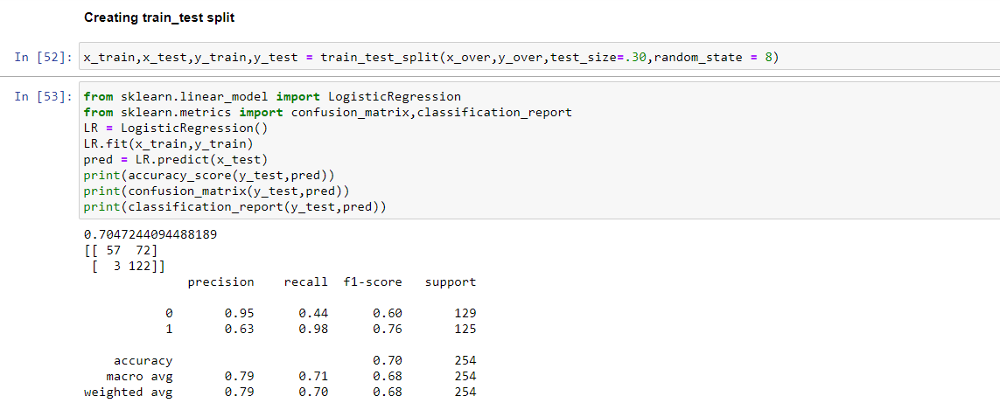 Creating train_test split
In [52]: x_train,x_test,y_train,y_test = train_test_split(x_over,y_over,test_size=.30,random_state = 8)
In [53]: from sklearn.linear_model import LogisticRegression
from sklearn.metrics import confusion_matrix,classification_report
LR = LogisticRegression()
LR.fit(x_train,y_train)
pred = LR.predict(x_test)
print(accuracy_score(y_test,pred))
print(confusion_matrix(y_test,pred))
print(classification_report(y_test,pred))
0.7047244094488189
[[ 57  72]
 [  3 122]]
              precision    recall  f1-score   support
           0       0.95      0.44      0.60       129
           1       0.63      0.98      0.76       125
    accuracy                           0.70       254
   macro avg       0.79      0.71      0.68       254
weighted avg       0.79      0.70      0.68       254